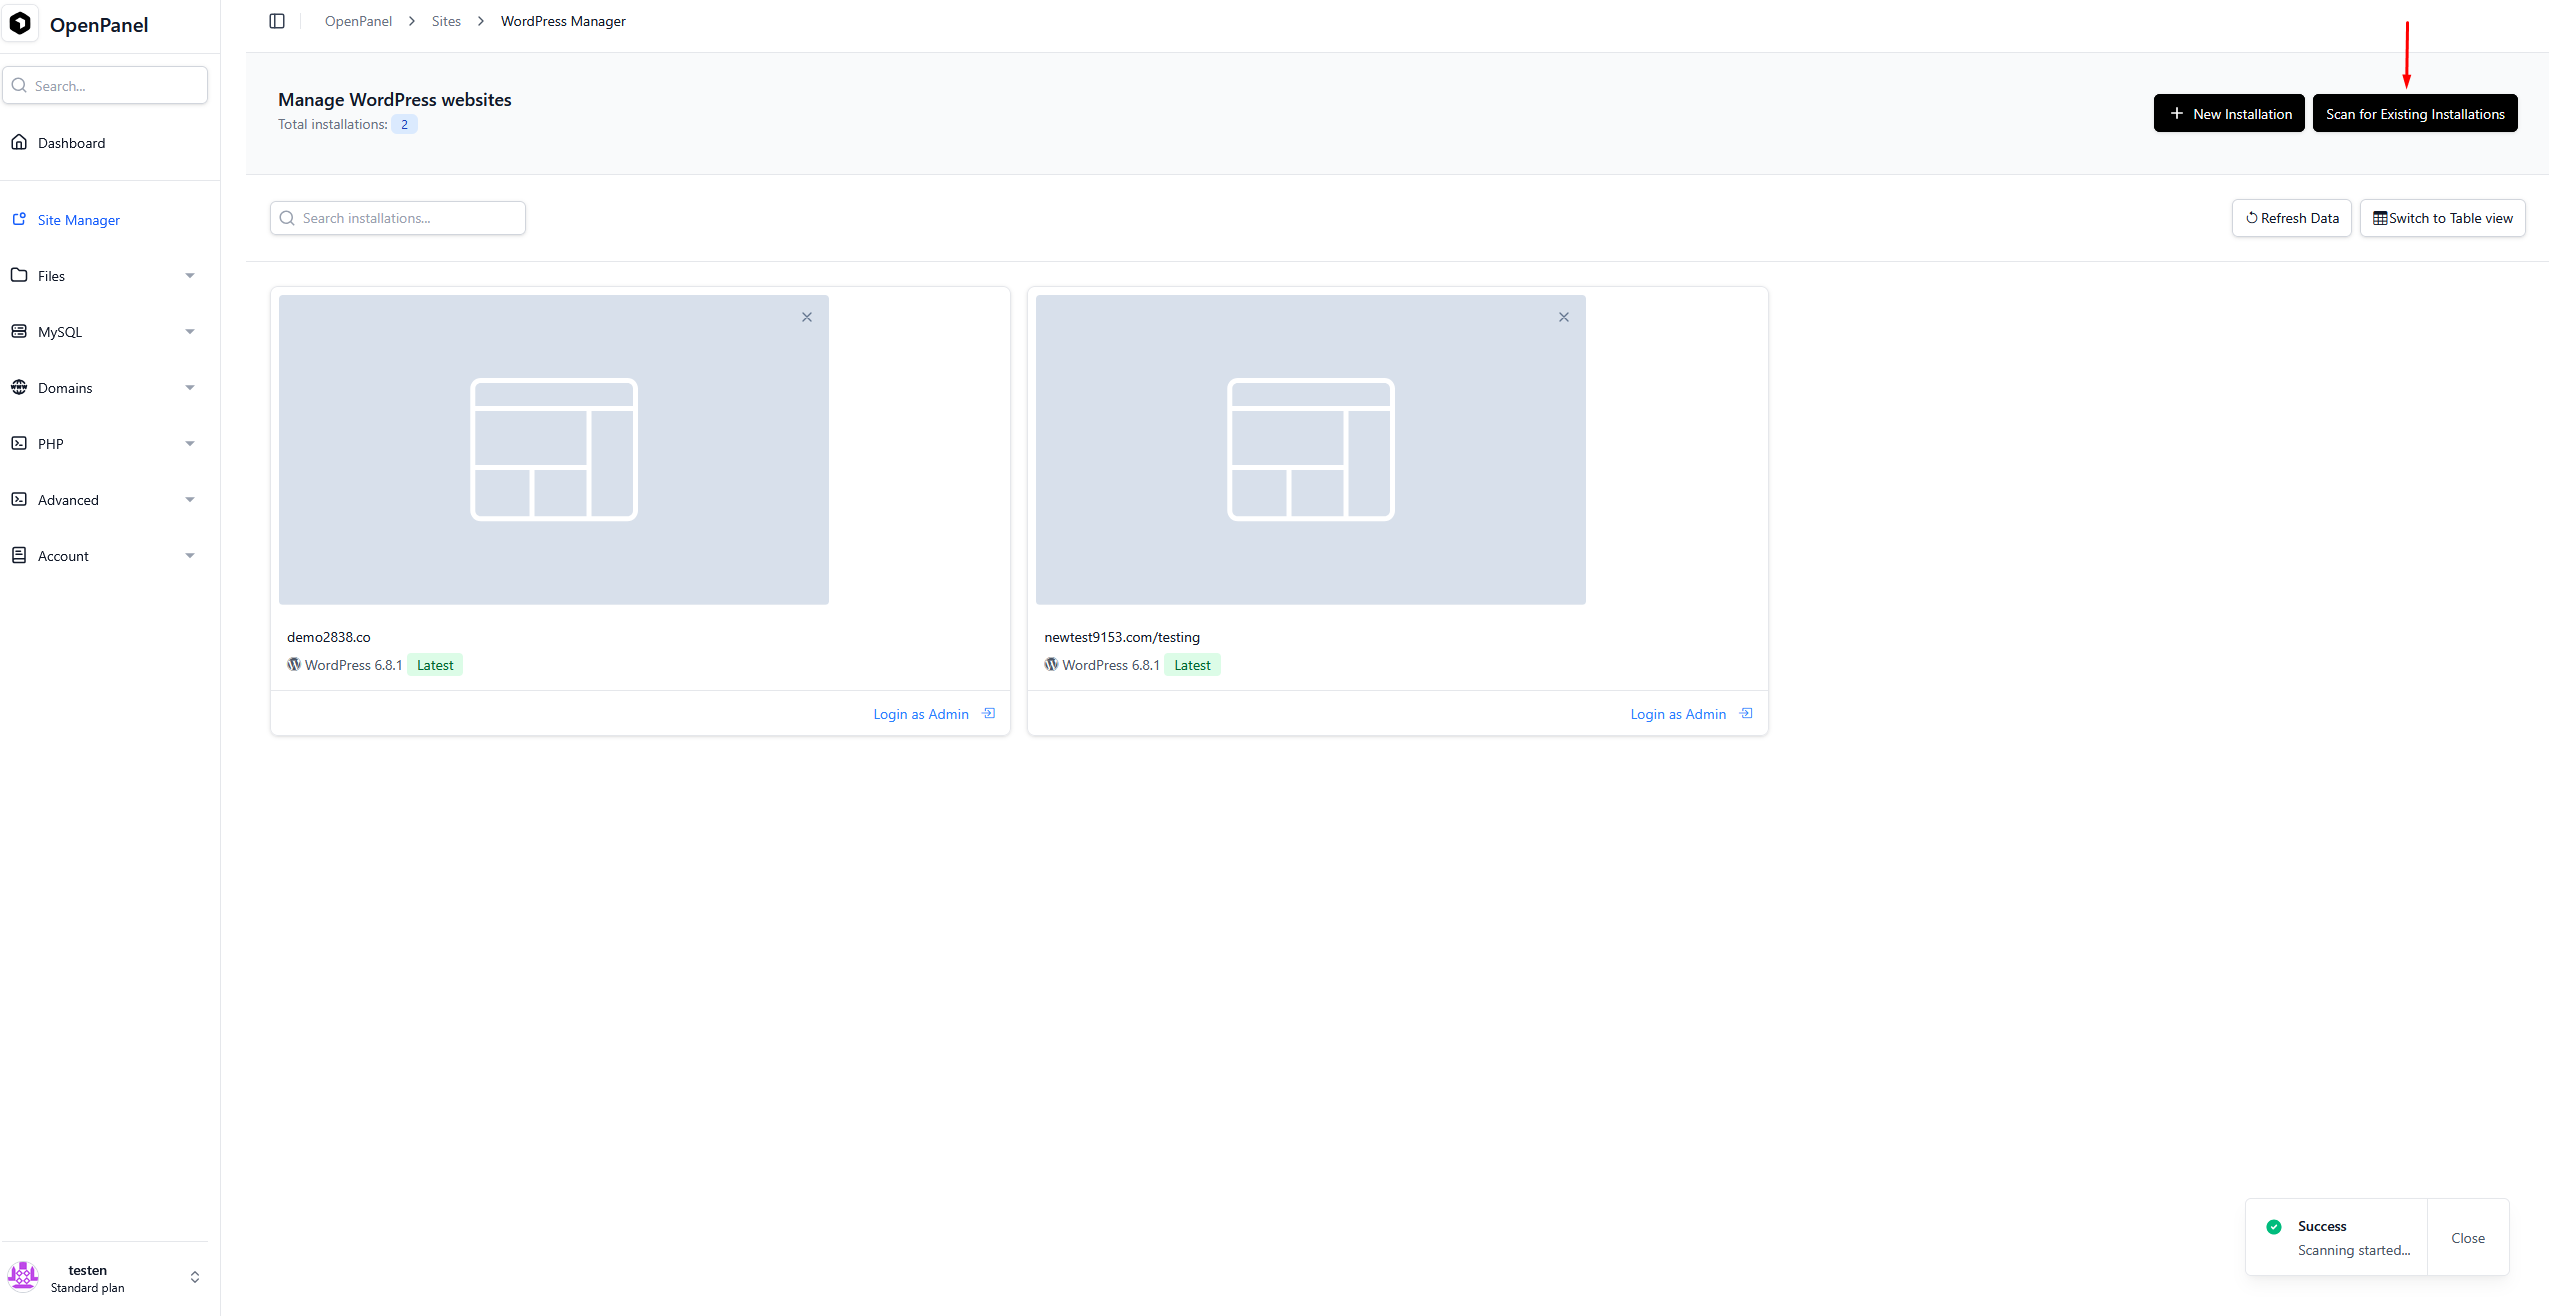 OpenPanel
Search...
Dashboard
Site Manager
Files
MySQL
Domains
PHP
Advanced
Account
testen
Standard plan
OpenPanel > Sites > WordPress Manager
Manage WordPress websites
Total installations: 2
+ New Installation
Scan for Existing Installations
Search installations...
Refresh Data
Switch to Table view
demo2838.co
WordPress 6.8.1 Latest
Login as Admin
newtest9153.com/testing
WordPress 6.8.1 Latest
Login as Admin
Success
Scanning started...
Close